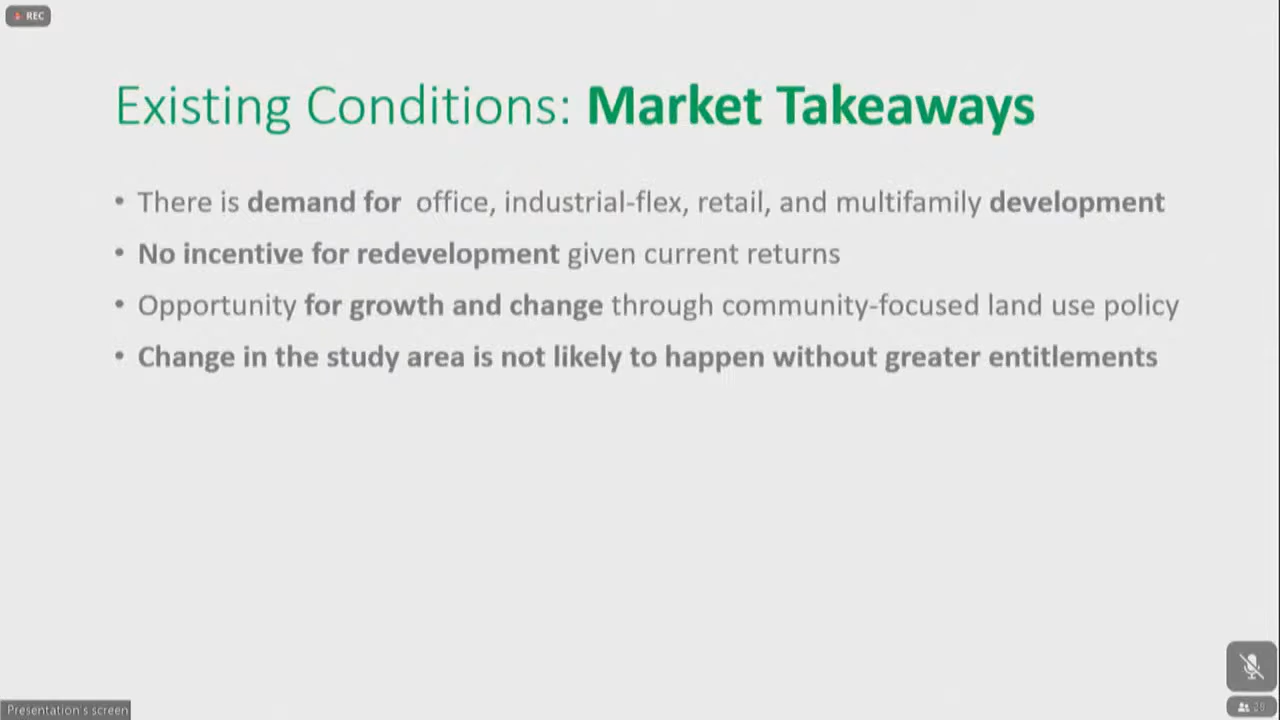 REC
Existing Conditions: Market Takeaways
• There is demand for office, industrial-flex, retail, and multifamily development
• No incentive for redevelopment given current returns
• Opportunity for growth and change through community-focused land use policy
• Change in the study area is not likely to happen without greater entitlements
Presentation's screen